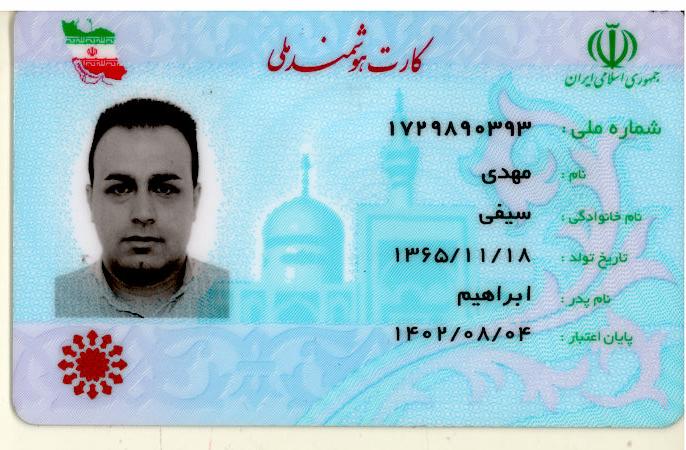 کارت هوشمند ملی
جمهوری اسلامی ایران
شماره ملی : ۱۷۲۹۸۹۰۳۹۳
نام : مهدی
نام خانوادگی : سیفی
تاریخ تولد : ۱۳۶۵/۱۱/۱۸
نام پدر : ابراهیم
پایان اعتبار : ۱۴۰۲/۰۸/۰۴